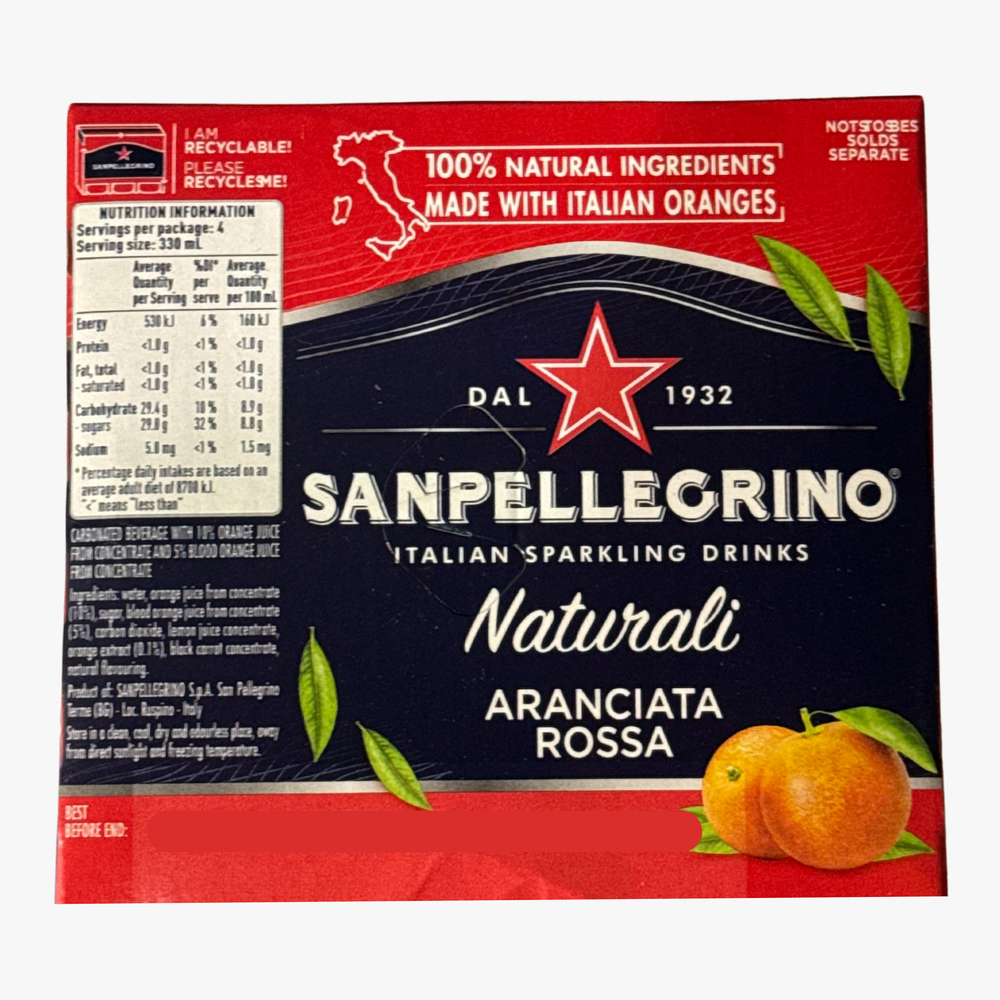 I AM
RECYCLABLE!
PLEASE
RECYCLE ME!
SANPELLEGRINO
100% NATURAL INGREDIENTS
MADE WITH ITALIAN ORANGES
SOLDS
SEPARATE
NUTRITION INFORMATION
Servings per package: 4
Serving size: 330 mL
Average Quantity per Serving %DI* per serve Average Quantity per 100 mL
Energy 530 kJ 6% 160 kJ
Protein <1.0 g <1% <1.0 g
Fat, total <1.0 g <1% <1.0 g
- saturated <1.0 g <1% <1.0 g
Carbohydrate 29.4 g 10% 8.9 g
- sugars 29.0 g 32% 8.8 g
Sodium 5.0 mg <1% 1.5 mg
* Percentage daily intakes are based on an
average adult diet of 8700 kJ.
"<" means "less than"
CARBONATED BEVERAGE WITH 10% ORANGE JUICE
FROM CONCENTRATE AND 5% BLOOD ORANGE JUICE
FROM CONCENTRATE
Ingredients: water, orange juice from concentrate
(10%), sugar, blood orange juice from concentrate
(5%), carbon dioxide, lemon juice concentrate,
orange extract (0.1%), black carrot concentrate,
natural flavouring.
Product of: SANPELLEGRINO S.p.A. San Pellegrino
Terme (BG) - Loc. Ruspino - Italy
Store in a clean, cool, dry and odourless place, away
from direct sunlight and freezing temperature.
BEST
BEFORE END:
DAL 1932
SANPELLEGRINO®
ITALIAN SPARKLING DRINKS
Naturali
ARANCIATA
ROSSA